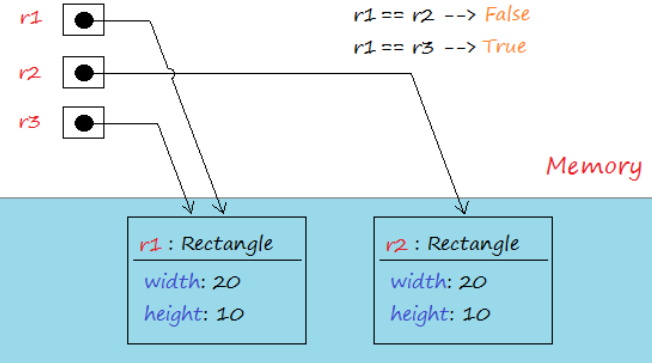 r1
r1 == r2 --> False
r1 == r3 --> True
r2
r3
Memory
r1 : Rectangle
width: 20
height: 10
r2 : Rectangle
width: 20
height: 10